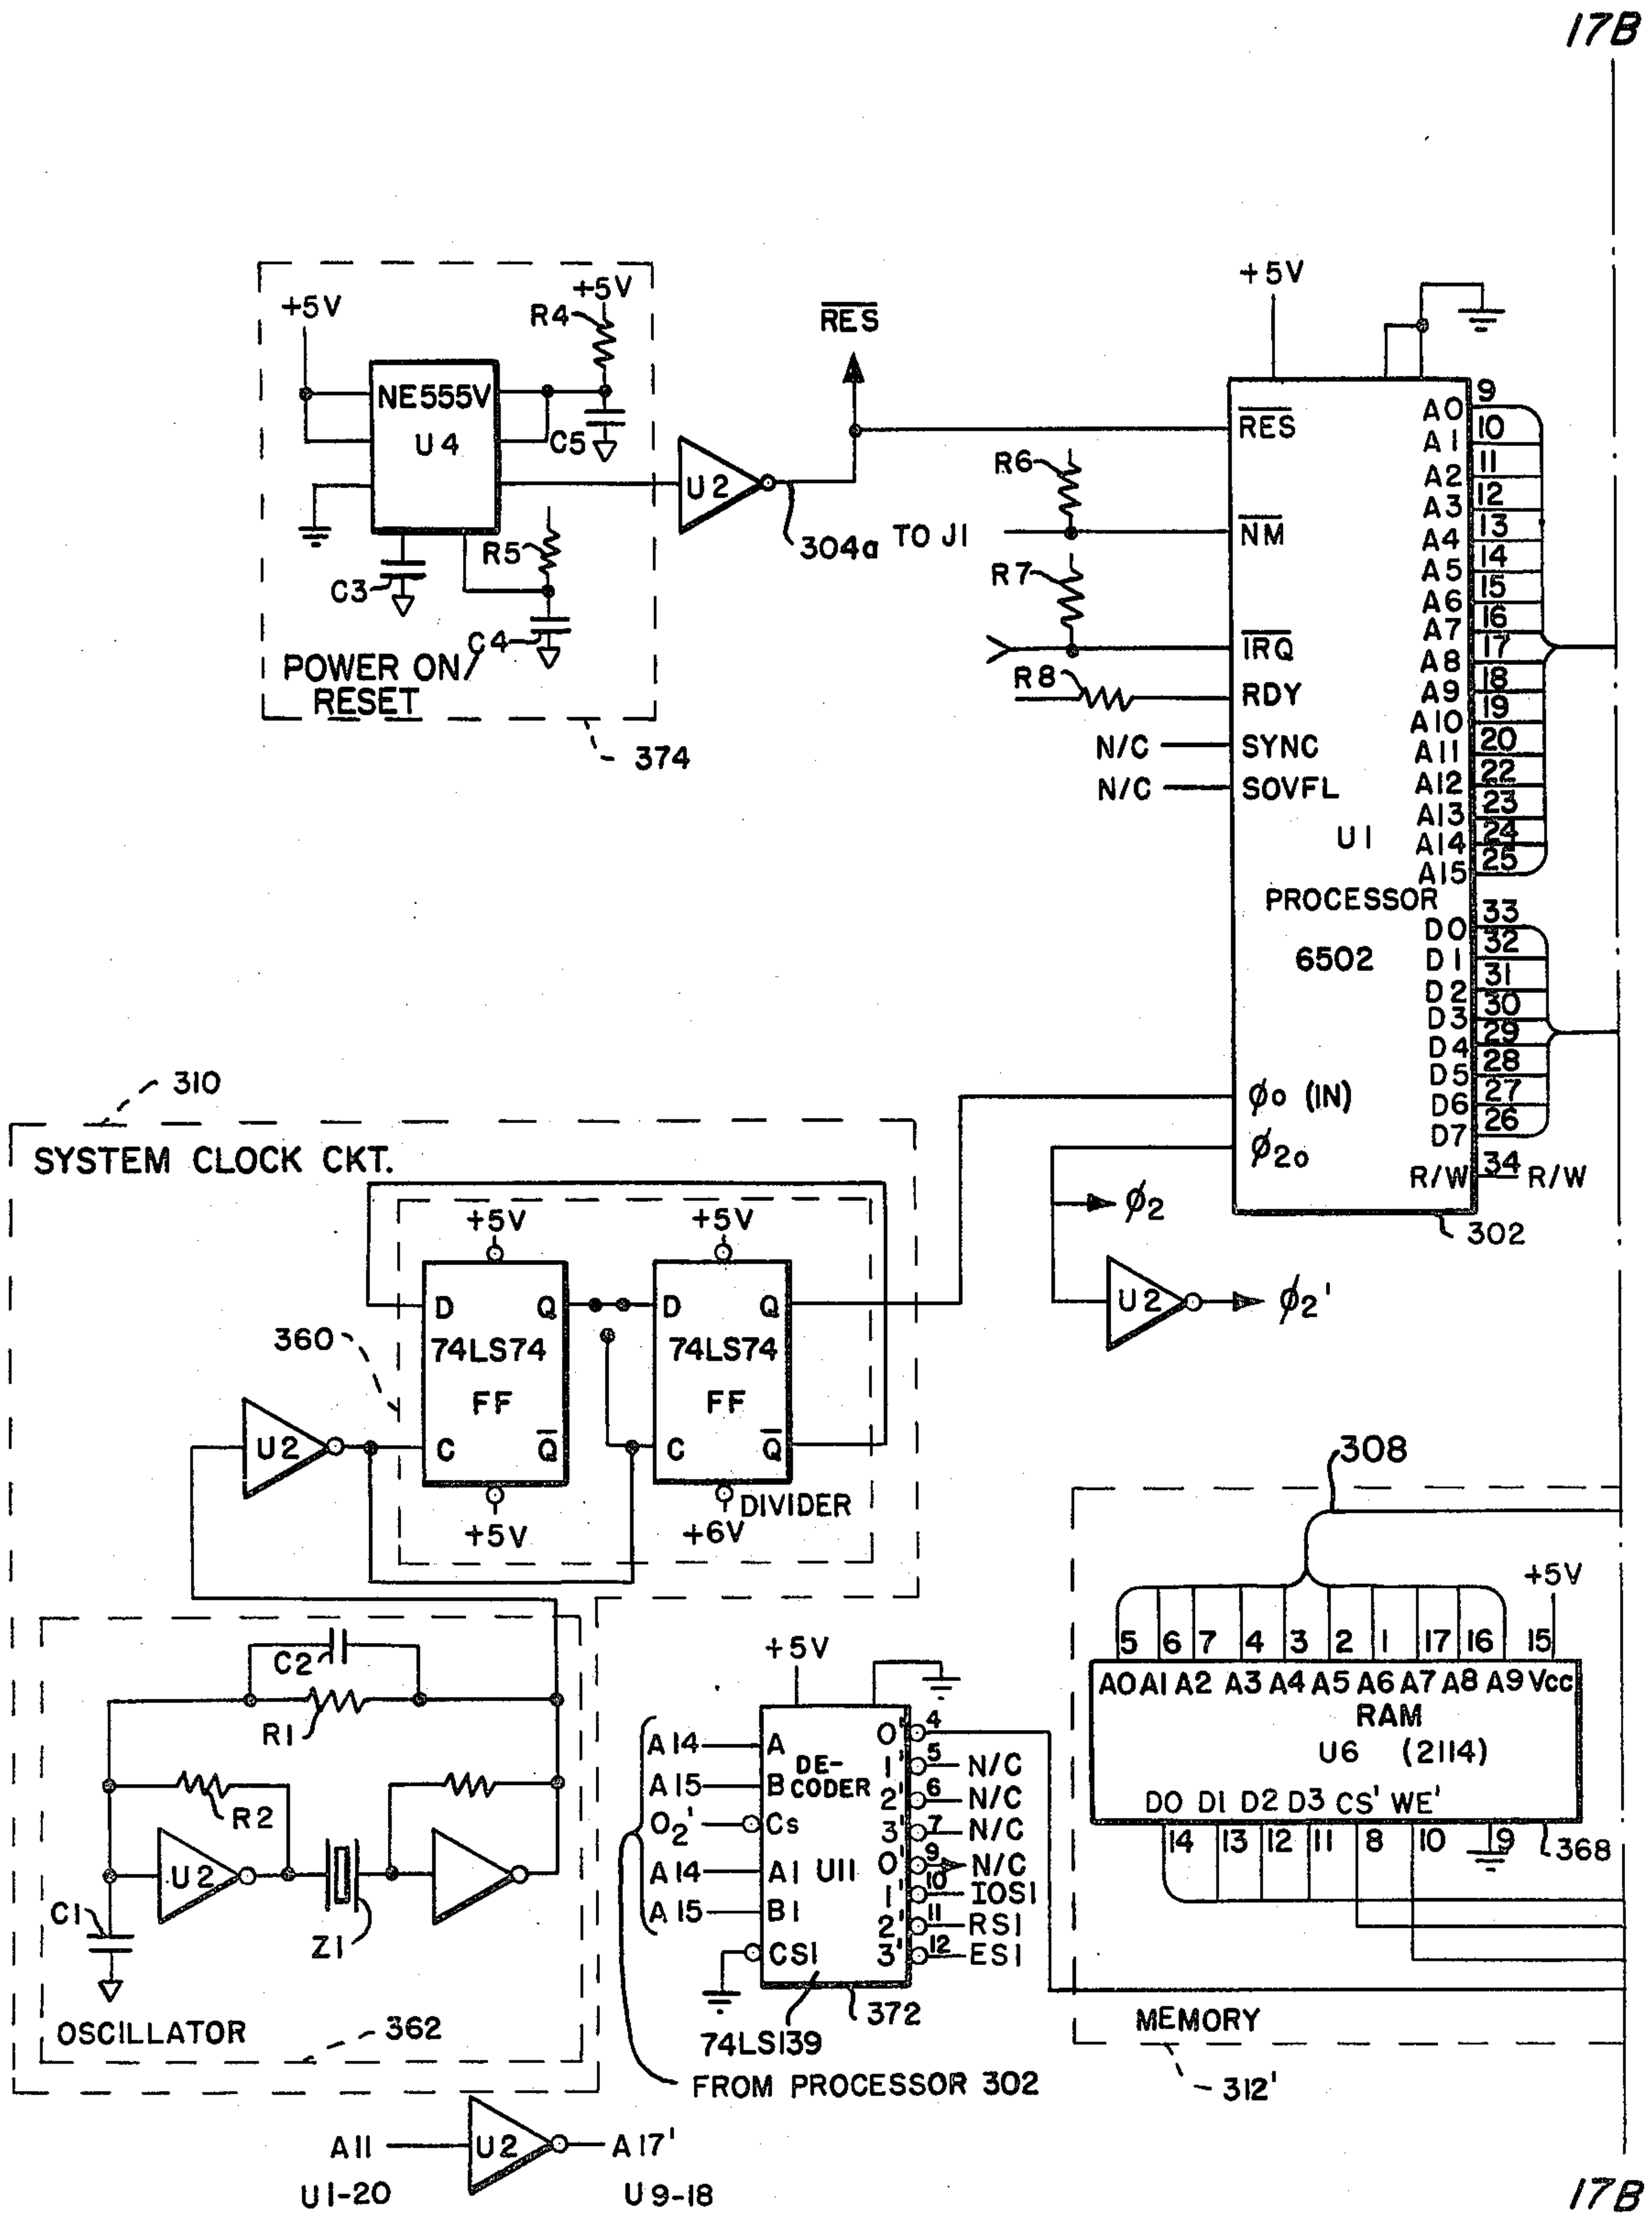 17B
+5V
+5V
R4
NE555V
U4
C5
R5
C3
C4
POWER ON/
RESET
374
RES
U2
304a
TO J1
R6
R7
R8
N/C
N/C
+5V
RES
NM
IRQ
RDY
SYNC
SOVFL
U1
PROCESSOR
6502
φ0 (IN)
φ20
A0 9
A1 10
A2 11
A3 12
A4 13
A5 14
A6 15
A7 16
A8 17
A9 18
A10 19
A11 20
A12 22
A13 23
A14 24
A15 25
D0 33
D1 32
D2 31
D3 30
D4 29
D5 28
D6 27
D7 26
R/W 34 R/W
302
φ2
U2
φ2'
310
SYSTEM CLOCK CKT.
+5V
+5V
D Q
74LS74
FF
C Q
+5V
D Q
74LS74
FF
C Q
+6V
DIVIDER
360
U2
C2
R1
R2
U2
C1
Z1
OSCILLATOR
362
+5V
A14
A15
O2'
A14
A15
A
B
Cs
A1
B1
CS1
DE-
CODER
U11
0' 4
1' 5 N/C
2' 6 N/C
3' 7 N/C
0' 9 N/C
1' 10 IOS1
2' 11 RS1
3' 12 ES1
372
74LS139
FROM PROCESSOR 302
308
+5V
5 6 7 4 3 2 1 17 16 15
A0 A1 A2 A3 A4 A5 A6 A7 A8 A9 Vcc
RAM
U6 (2114)
D0 D1 D2 D3 CS' WE'
14 13 12 11 8 10 9
368
MEMORY
312'
A11
U2
A17'
U1-20
U9-18
17B